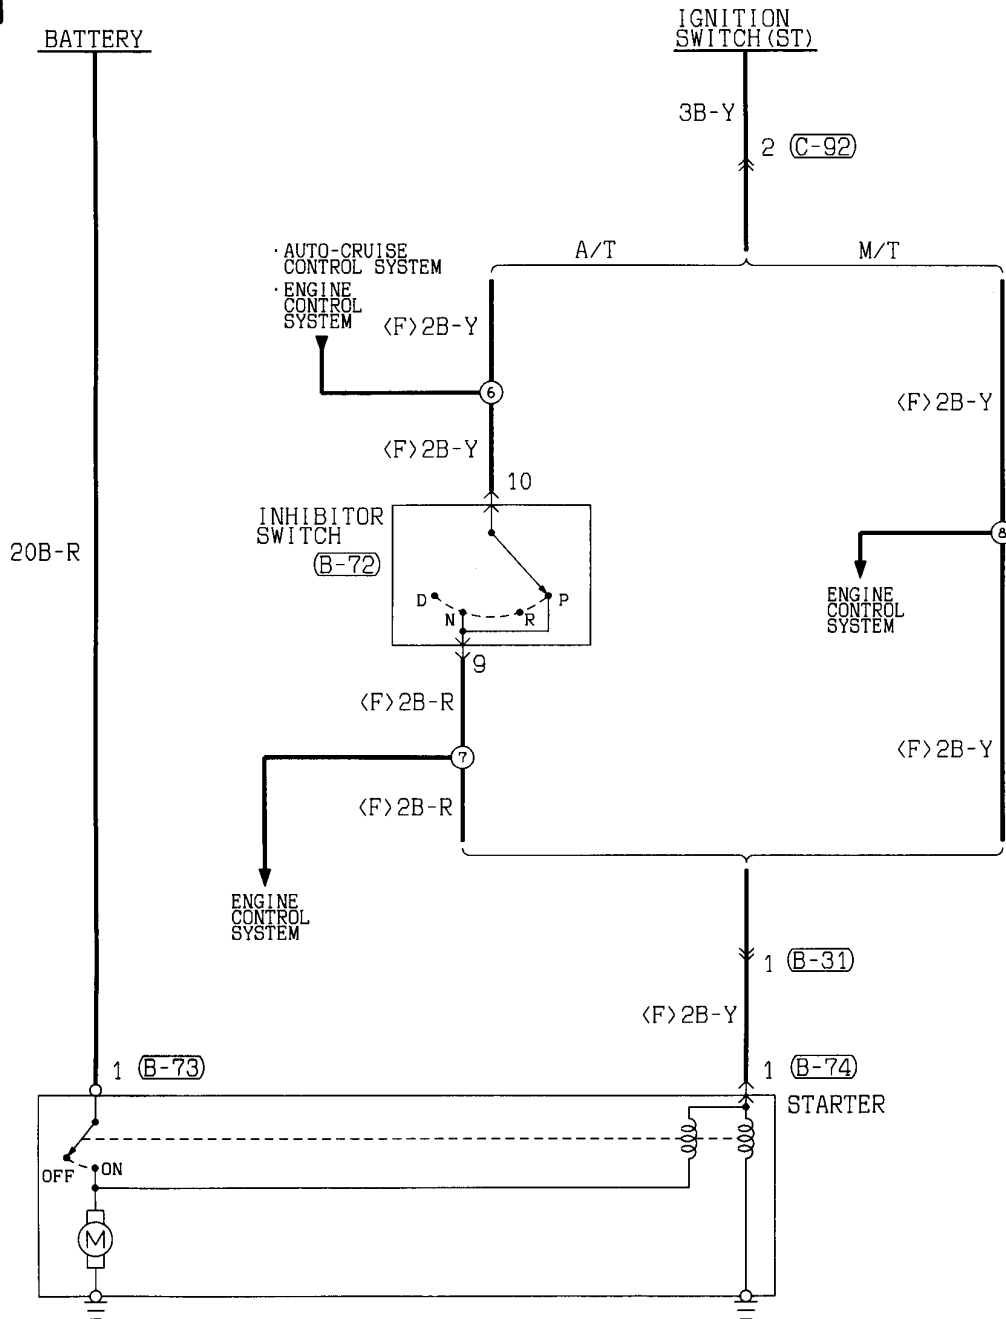 IGNITION
SWITCH(ST)
BATTERY
3B-Y
2 (C-92)
A/T
M/T
·AUTO-CRUISE
CONTROL SYSTEM
·ENGINE
CONTROL
SYSTEM
<F>2B-Y
6
<F>2B-Y
<F>2B-Y
10
INHIBITOR
SWITCH
(B-72)
20B-R
8
D
P
N
R
ENGINE
CONTROL
SYSTEM
9
<F>2B-R
<F>2B-Y
7
<F>2B-R
ENGINE
CONTROL
SYSTEM
1 (B-31)
<F>2B-Y
1 (B-73)
1 (B-74)
STARTER
OFF
ON
M